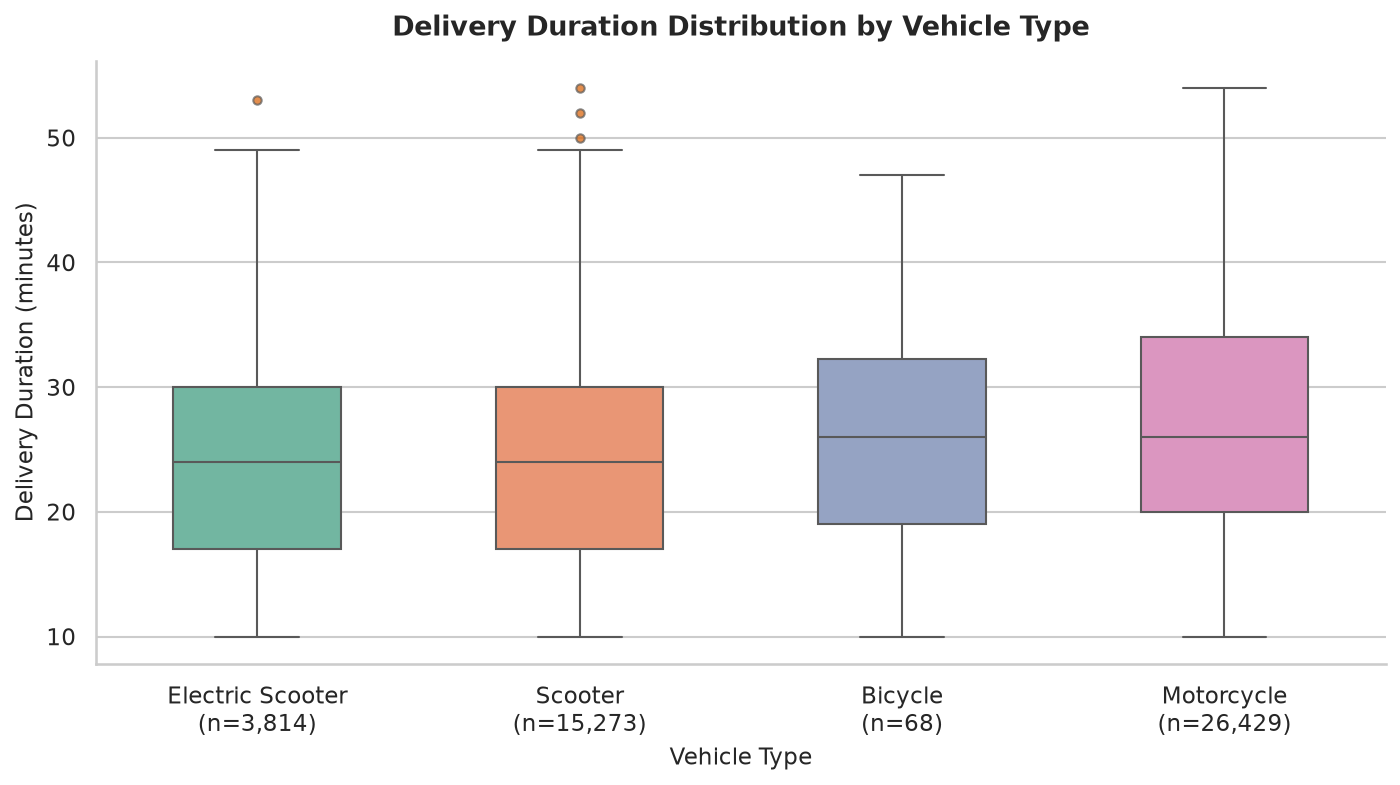 Delivery Duration Distribution by Vehicle Type
Delivery Duration (minutes)
50
40
30
20
10
Electric Scooter
(n=3,814)
Scooter
(n=15,273)
Bicycle
(n=68)
Motorcycle
(n=26,429)
Vehicle Type